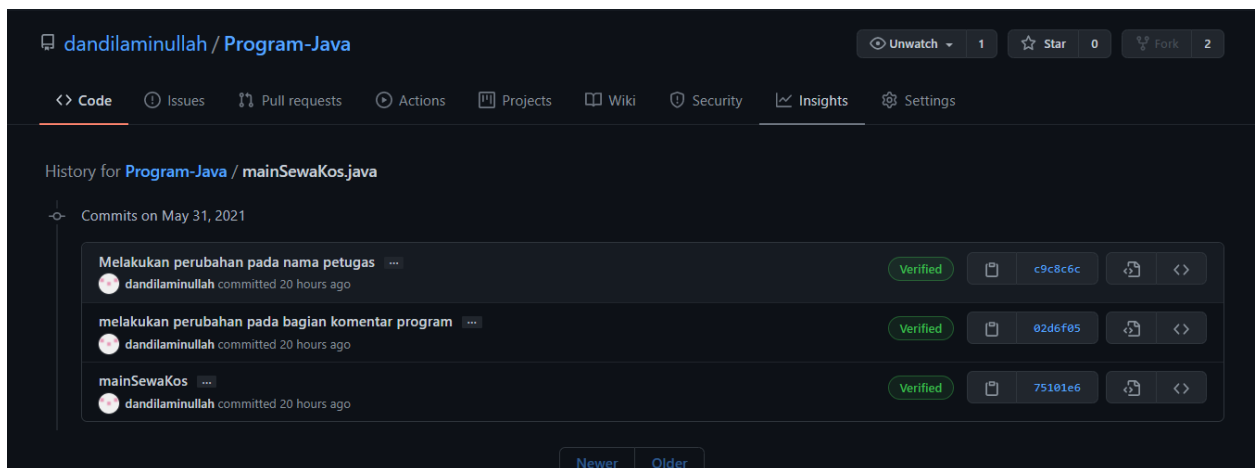 dandilaminullah / Program-Java
Unwatch 1 Star 0 Fork 2
Code Issues Pull requests Actions Projects Wiki Security Insights Settings
History for Program-Java / mainSewaKos.java
Commits on May 31, 2021
Melakukan perubahan pada nama petugas ...
Verified c9c8c6c
dandilaminullah committed 20 hours ago
melakukan perubahan pada bagian komentar program ...
Verified 02d6f05
dandilaminullah committed 20 hours ago
mainSewaKos ...
Verified 75101e6
dandilaminullah committed 20 hours ago
Newer Older